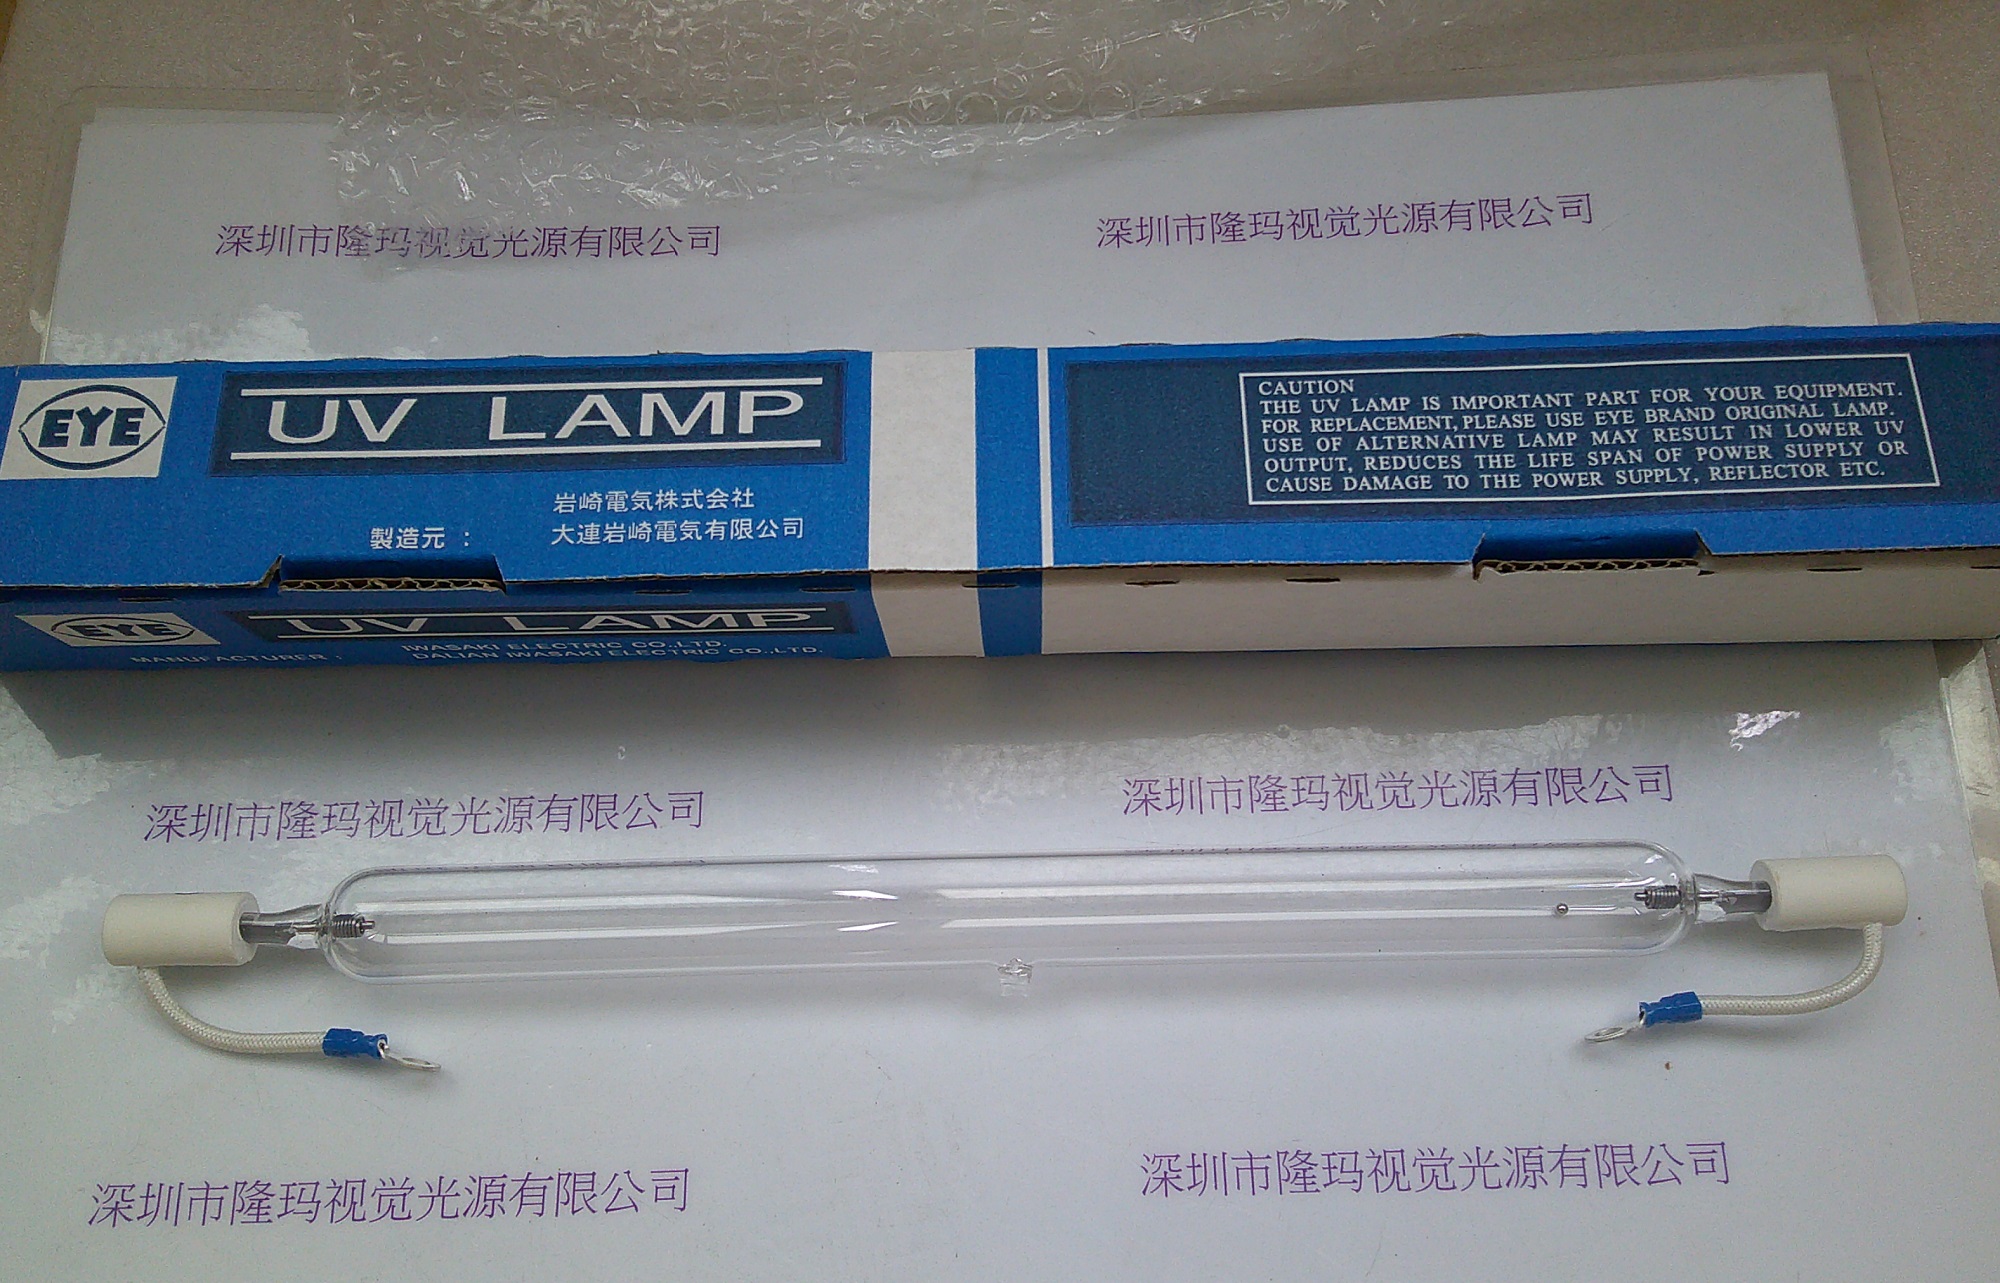 深圳市隆玛视觉光源有限公司
深圳市隆玛视觉光源有限公司
EYE
UV LAMP
岩崎電気株式会社
製造元：
大連岩崎電気有限公司
CAUTION
THE UV LAMP IS IMPORTANT PART FOR YOUR EQUIPMENT.
FOR REPLACEMENT, PLEASE USE EYE BRAND ORIGINAL LAMP.
USE OF ALTERNATIVE LAMP MAY RESULT IN LOWER UV
OUTPUT, REDUCES THE LIFE SPAN OF POWER SUPPLY OR
CAUSE DAMAGE TO THE POWER SUPPLY, REFLECTOR ETC.
EYE
UV LAMP
IWASAKI ELECTRIC CO.,LTD.
MANUFACTURER :
DALIAN IWASAKI ELECTRIC CO.,LTD.
深圳市隆玛视觉光源有限公司
深圳市隆玛视觉光源有限公司
深圳市隆玛视觉光源有限公司
深圳市隆玛视觉光源有限公司